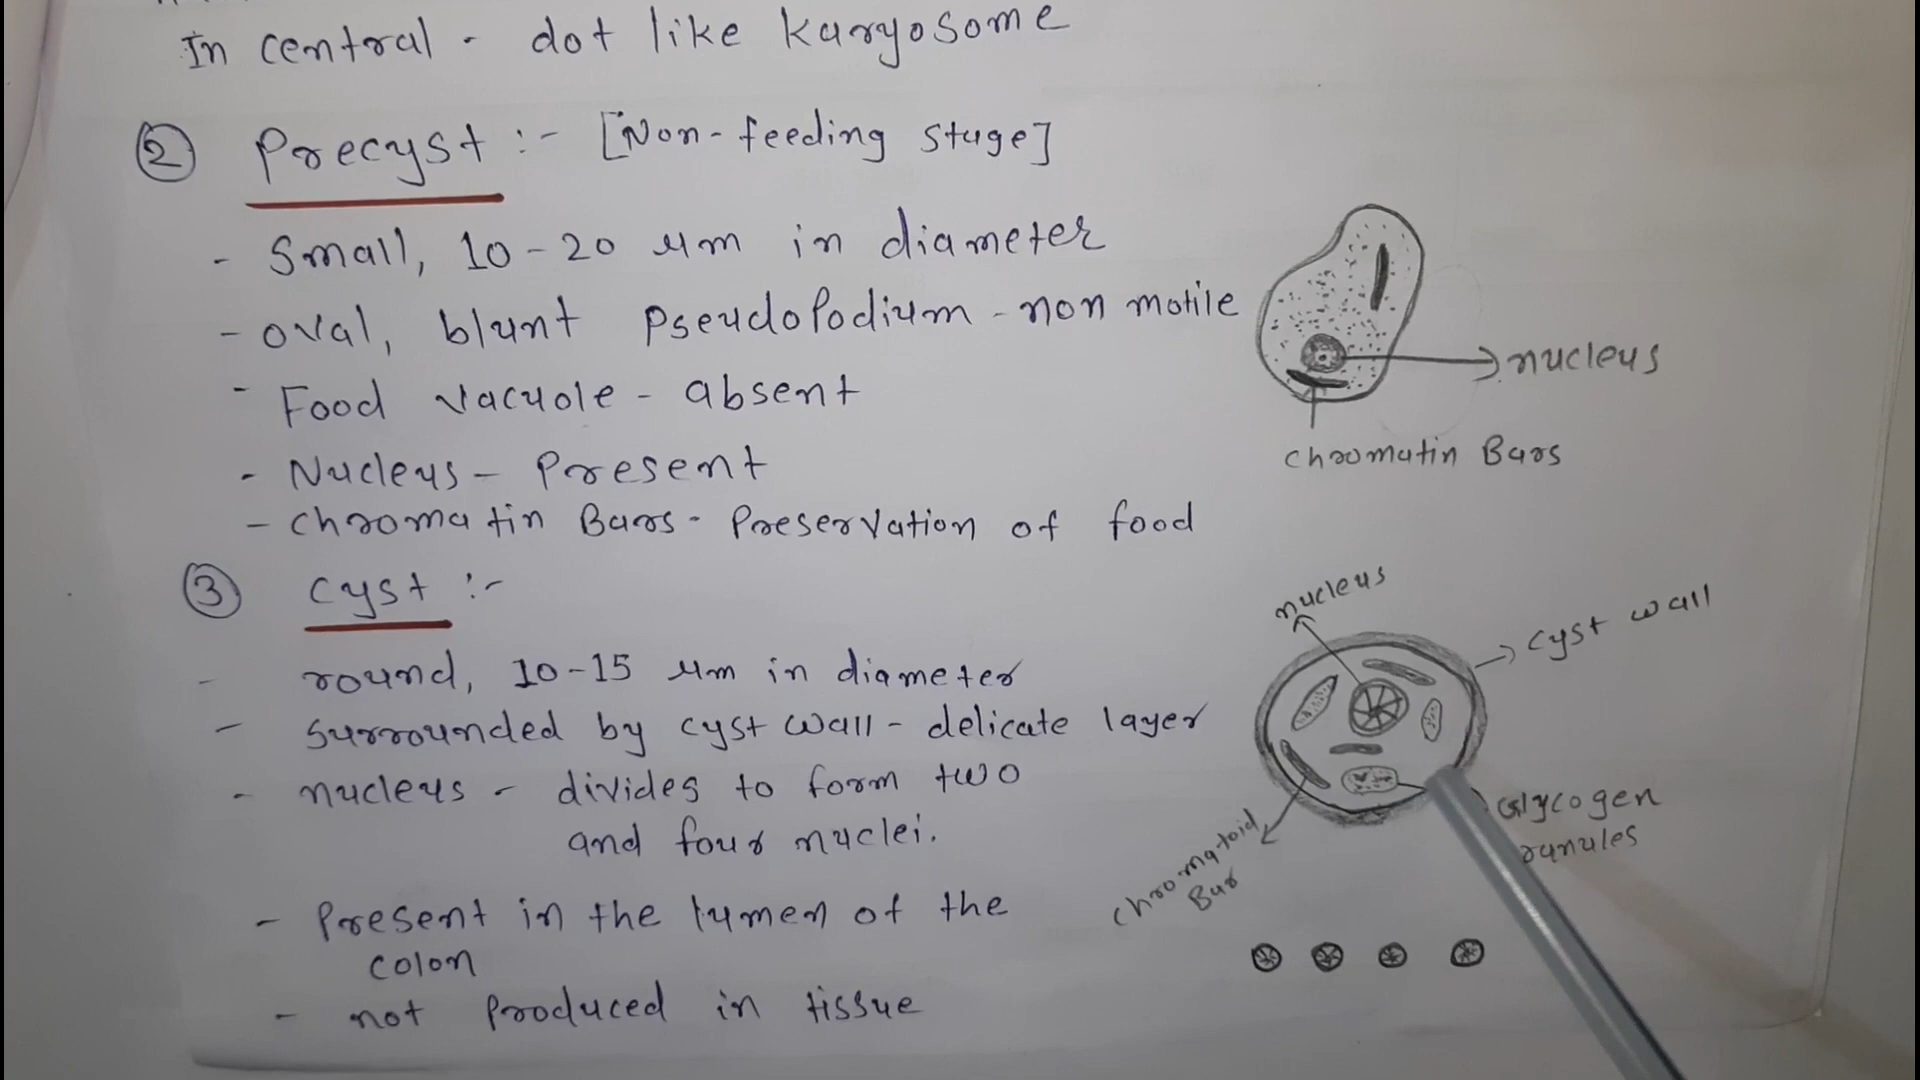 In central - dot like karyosome
② Precyst :- [Non-feeding stage]
- Small, 10-20 µm in diameter
- oval, blunt pseudopodium - non motile
- Food vacuole - absent
- Nucleus - Present
- chromatin Bars - Preservation of food
nucleus
chromatin Bars
③ cyst :-
- round, 10-15 µm in diameter
- surrounded by cyst wall - delicate layer
- nucleus - divides to form two
and four nuclei.
- Present in the lumen of the
colon
- not produced in tissue
nucleus
cyst wall
Glycogen
ranules
chromatoid
Bar